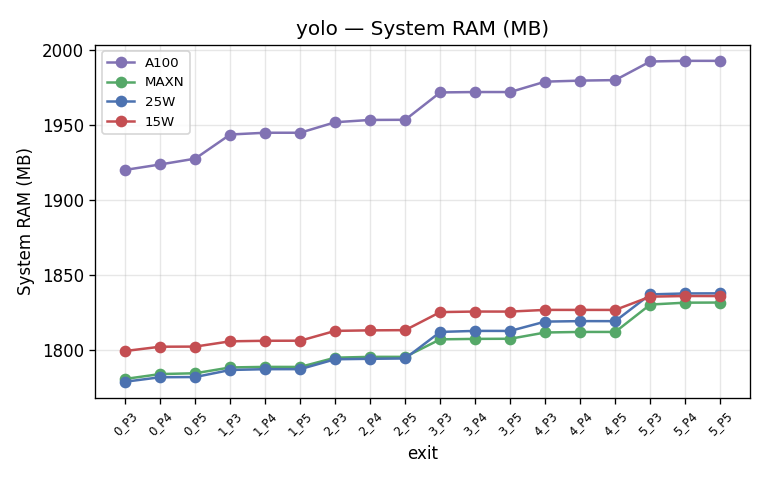 yolo — System RAM (MB)
2000
1950
1900
1850
1800
System RAM (MB)
A100
MAXN
25W
15W
0_P3
0_P4
0_P5
1_P3
1_P4
1_P5
2_P3
2_P4
2_P5
3_P3
3_P4
3_P5
4_P3
4_P4
4_P5
5_P3
5_P4
5_P5
exit